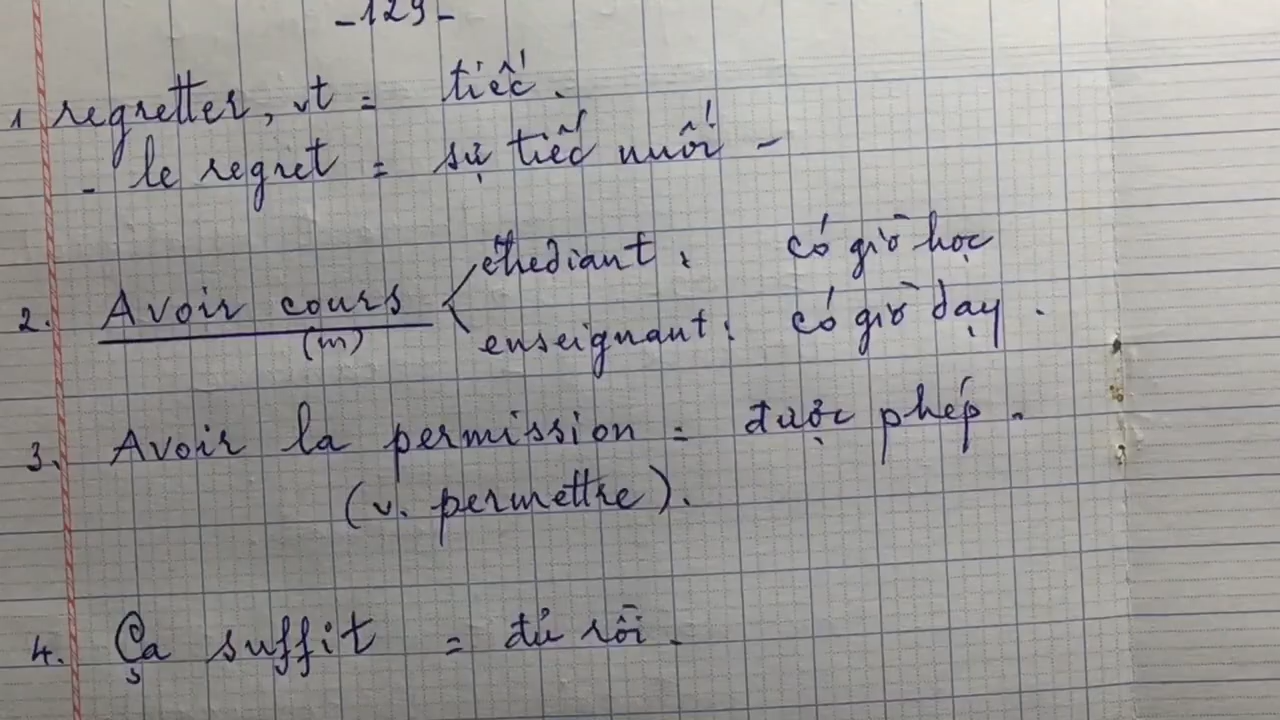 -129-
1 regretter, vt = tiếc.
- le regret = sự tiếc nuối -
étudiant : có giờ học
2. Avoir cours
(m)
enseignant : có giờ dạy.
3. Avoir la permission = được phép.
(v. permettre).
4. Ça suffit = đủ rồi.